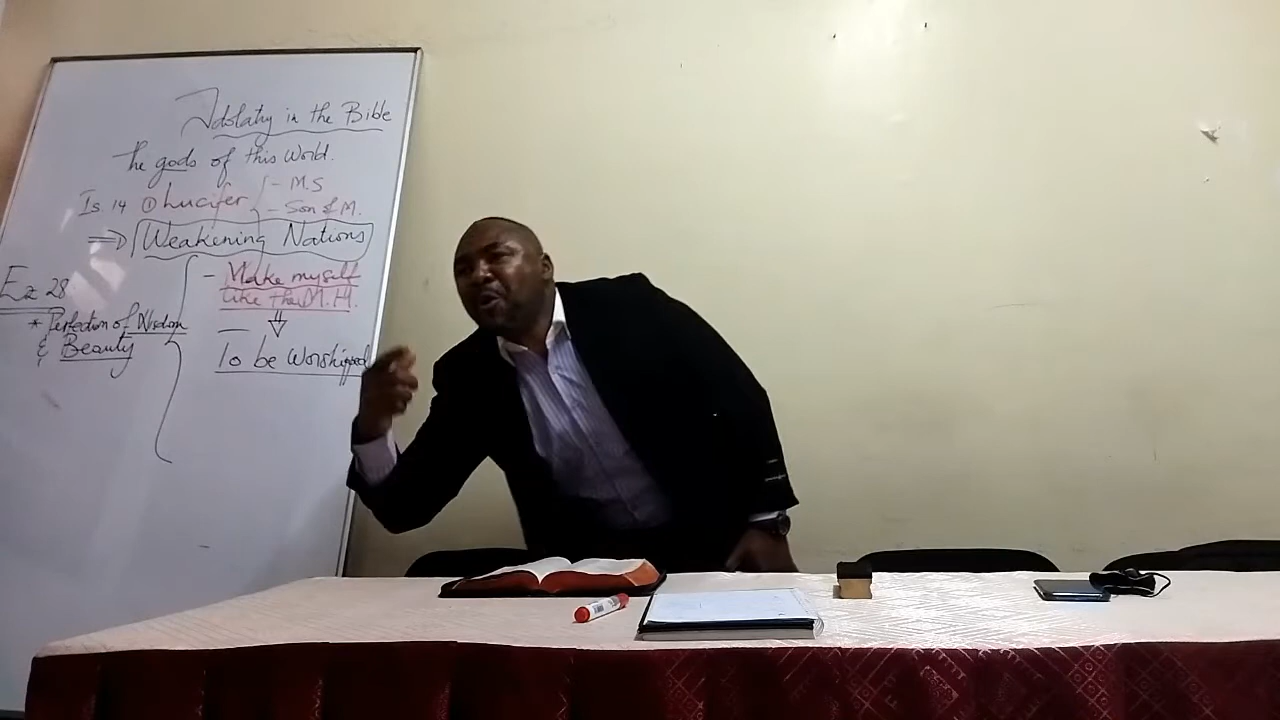 Idolatry in the Bible
The gods of this World.
Is. 14 ① Lucifer
- M.S
- Son of M.
⇒ Weakening Nations
- Make myself
like the M.H.
⇓
To be Worshipped
Ez 28
* Perfection of Wisdom
& Beauty